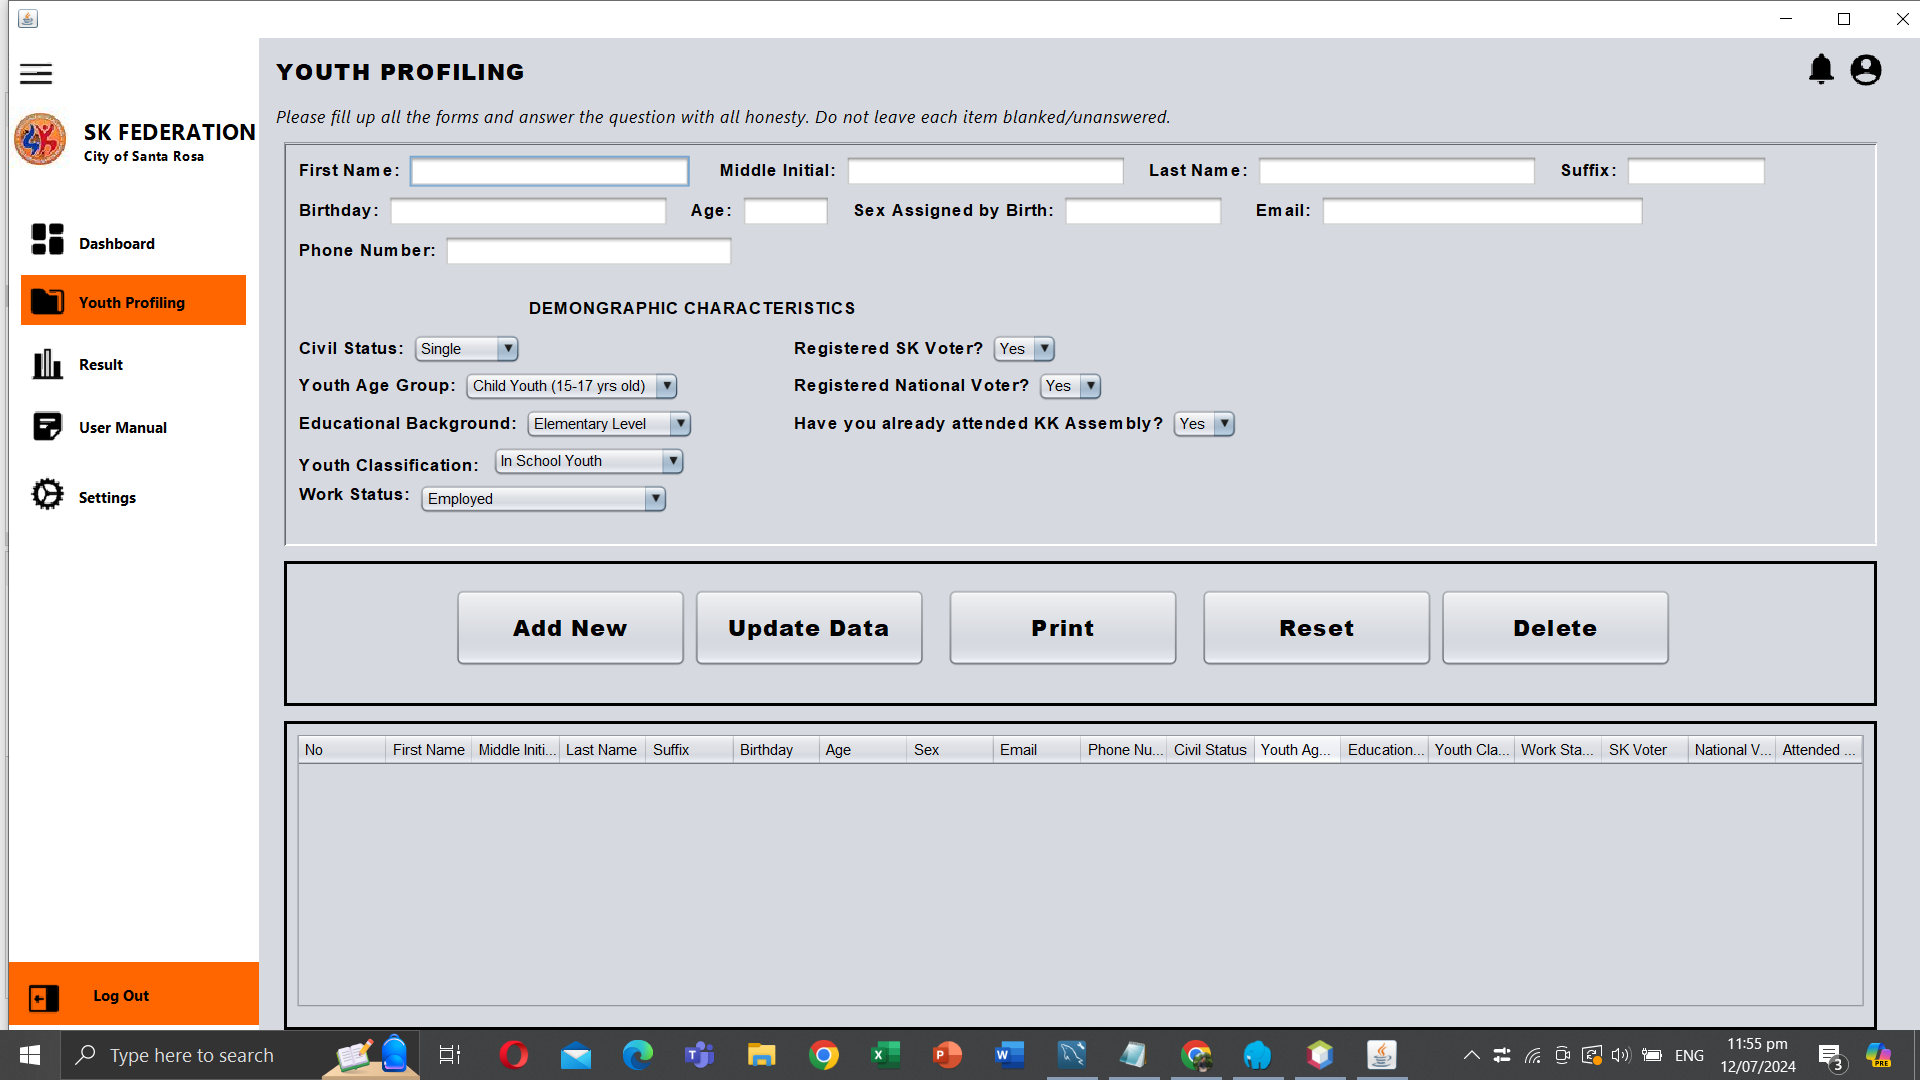 YOUTH PROFILING
SK FEDERATION
City of Santa Rosa
Dashboard
Youth Profiling
Result
User Manual
Settings
Log Out
Please fill up all the forms and answer the question with all honesty. Do not leave each item blanked/unanswered.
First Name: Middle Initial: Last Name: Suffix:
Birthday: Age: Sex Assigned by Birth: Email:
Phone Number:
DEMONGRAPHIC CHARACTERISTICS
Civil Status: Single Registered SK Voter? Yes
Youth Age Group: Child Youth (15-17 yrs old) Registered National Voter? Yes
Educational Background: Elementary Level Have you already attended KK Assembly? Yes
Youth Classification: In School Youth
Work Status: Employed
Add New Update Data Print Reset Delete
No First Name Middle Initi... Last Name Suffix Birthday Age Sex Email Phone Nu... Civil Status Youth Ag... Education... Youth Cla... Work Sta... SK Voter National V... Attended ...
Type here to search
ENG
11:55 pm
12/07/2024
3
PRE